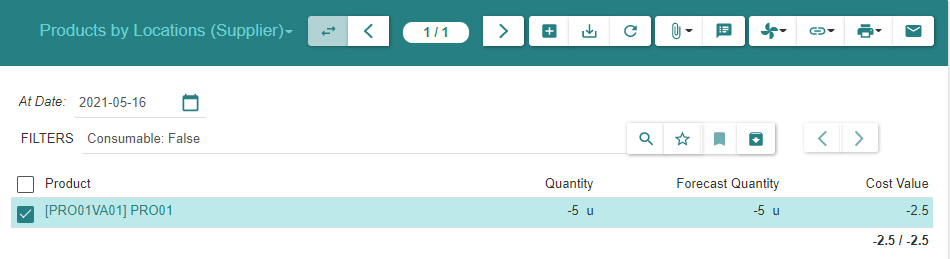 Products by Locations (Supplier)
1 / 1
At Date: 2021-05-16
FILTERS Consumable: False
Product Quantity Forecast Quantity Cost Value
[PRO01VA01] PRO01 -5 u -5 u -2.5
-2.5 / -2.5